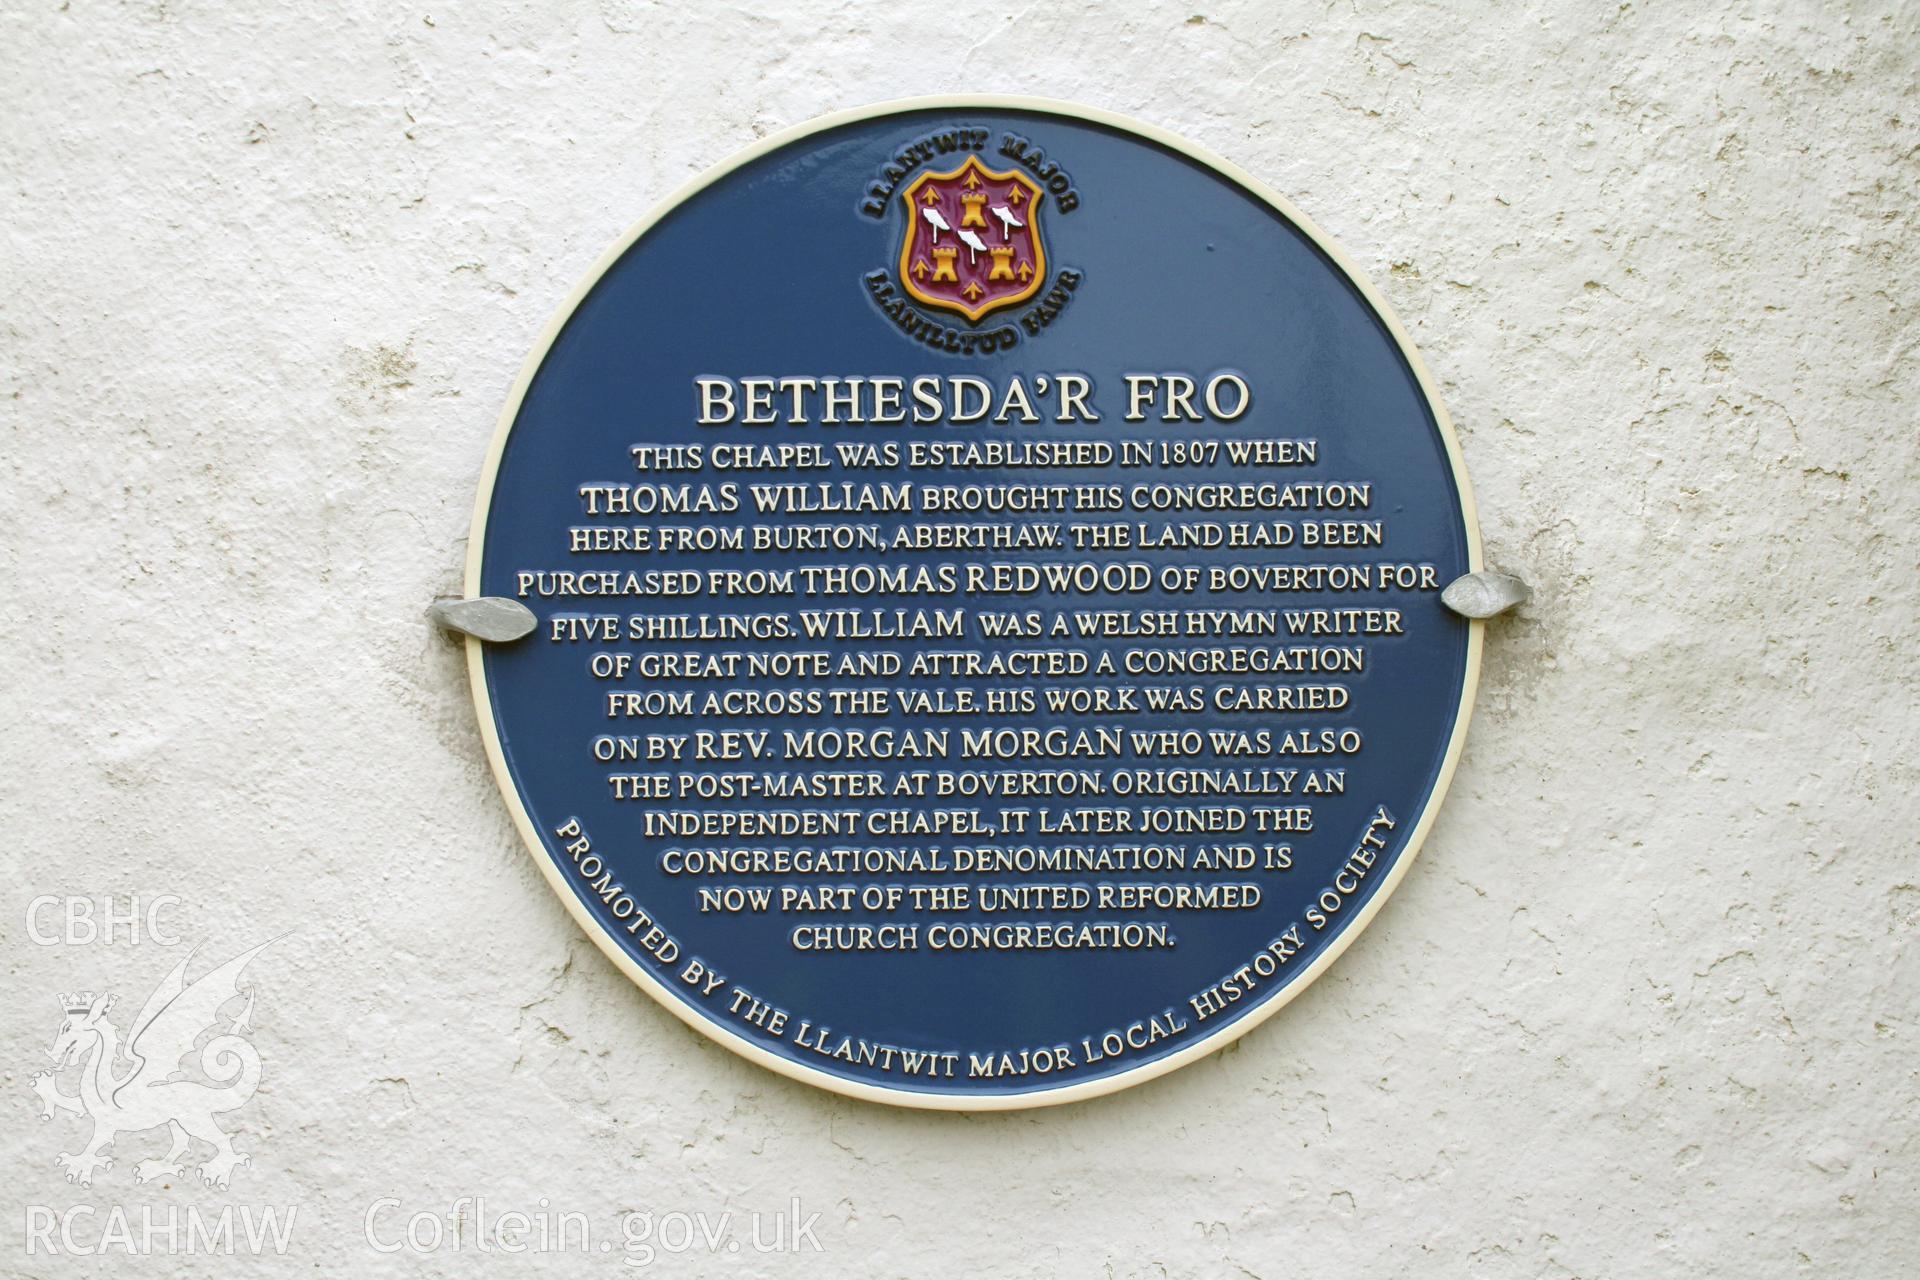 LLANTWIT MAJOR
LLANILLTUD FAWR
BETHESDA'R FRO
THIS CHAPEL WAS ESTABLISHED IN 1807 WHEN
THOMAS WILLIAM BROUGHT HIS CONGREGATION
HERE FROM BURTON, ABERTHAW. THE LAND HAD BEEN
PURCHASED FROM THOMAS REDWOOD OF BOVERTON FOR
FIVE SHILLINGS. WILLIAM WAS A WELSH HYMN WRITER
OF GREAT NOTE AND ATTRACTED A CONGREGATION
FROM ACROSS THE VALE. HIS WORK WAS CARRIED
ON BY REV. MORGAN MORGAN WHO WAS ALSO
THE POST-MASTER AT BOVERTON. ORIGINALLY AN
INDEPENDENT CHAPEL, IT LATER JOINED THE
CONGREGATIONAL DENOMINATION AND IS
NOW PART OF THE UNITED REFORMED
CHURCH CONGREGATION.
PROMOTED BY THE LLANTWIT MAJOR LOCAL HISTORY SOCIETY
CBHC
RCAHMW
Coflein.gov.uk